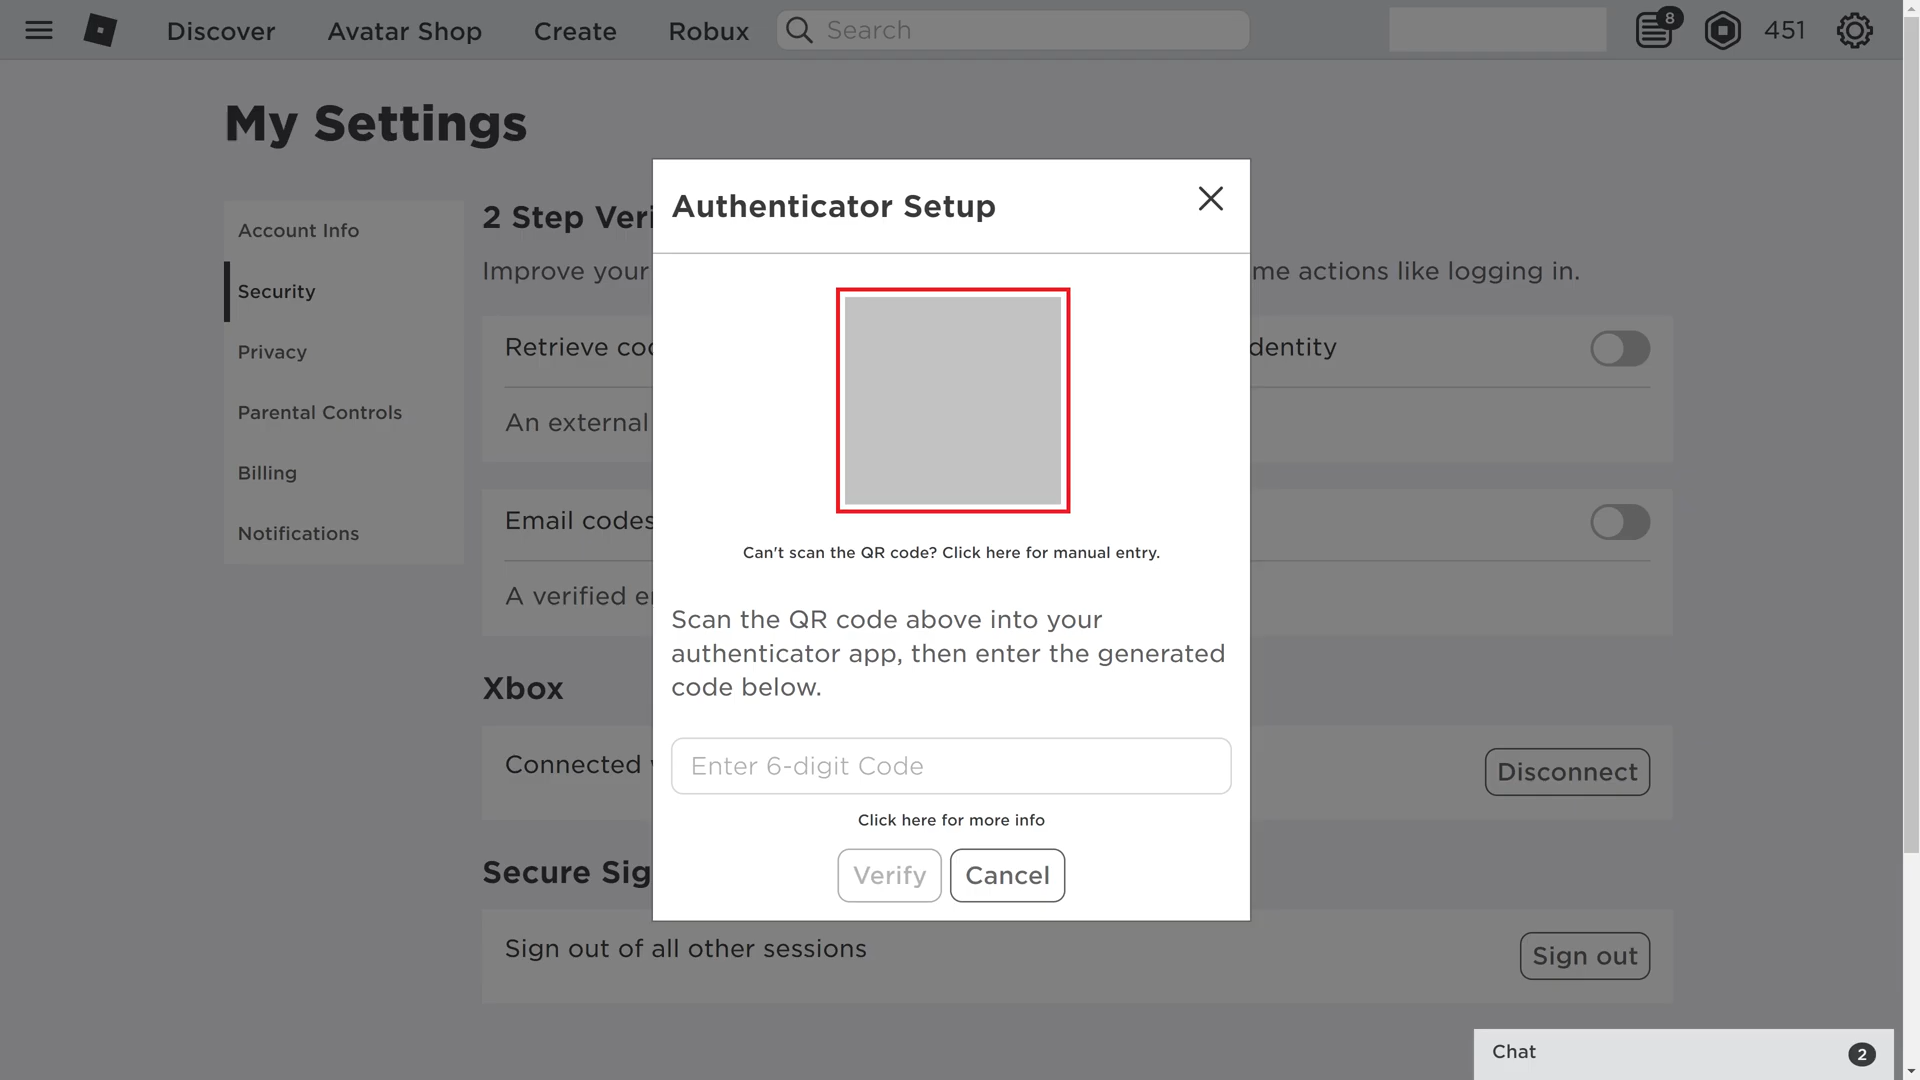 Discover
Avatar Shop
Create
Robux
Search
8
451
My Settings
Account Info
Security
Privacy
Parental Controls
Billing
Notifications
2 Step
Improve your
me actions like logging in.
Retrieve
An external
Email codes
A verified
Xbox
Connected
Disconnect
Secure
Sign out of all other sessions
Sign out
Authenticator Setup
Can't scan the QR code? Click here for manual entry.
Scan the QR code above into your
authenticator app, then enter the generated
code below.
Enter 6-digit Code
Click here for more info
Verify
Cancel
Chat
2